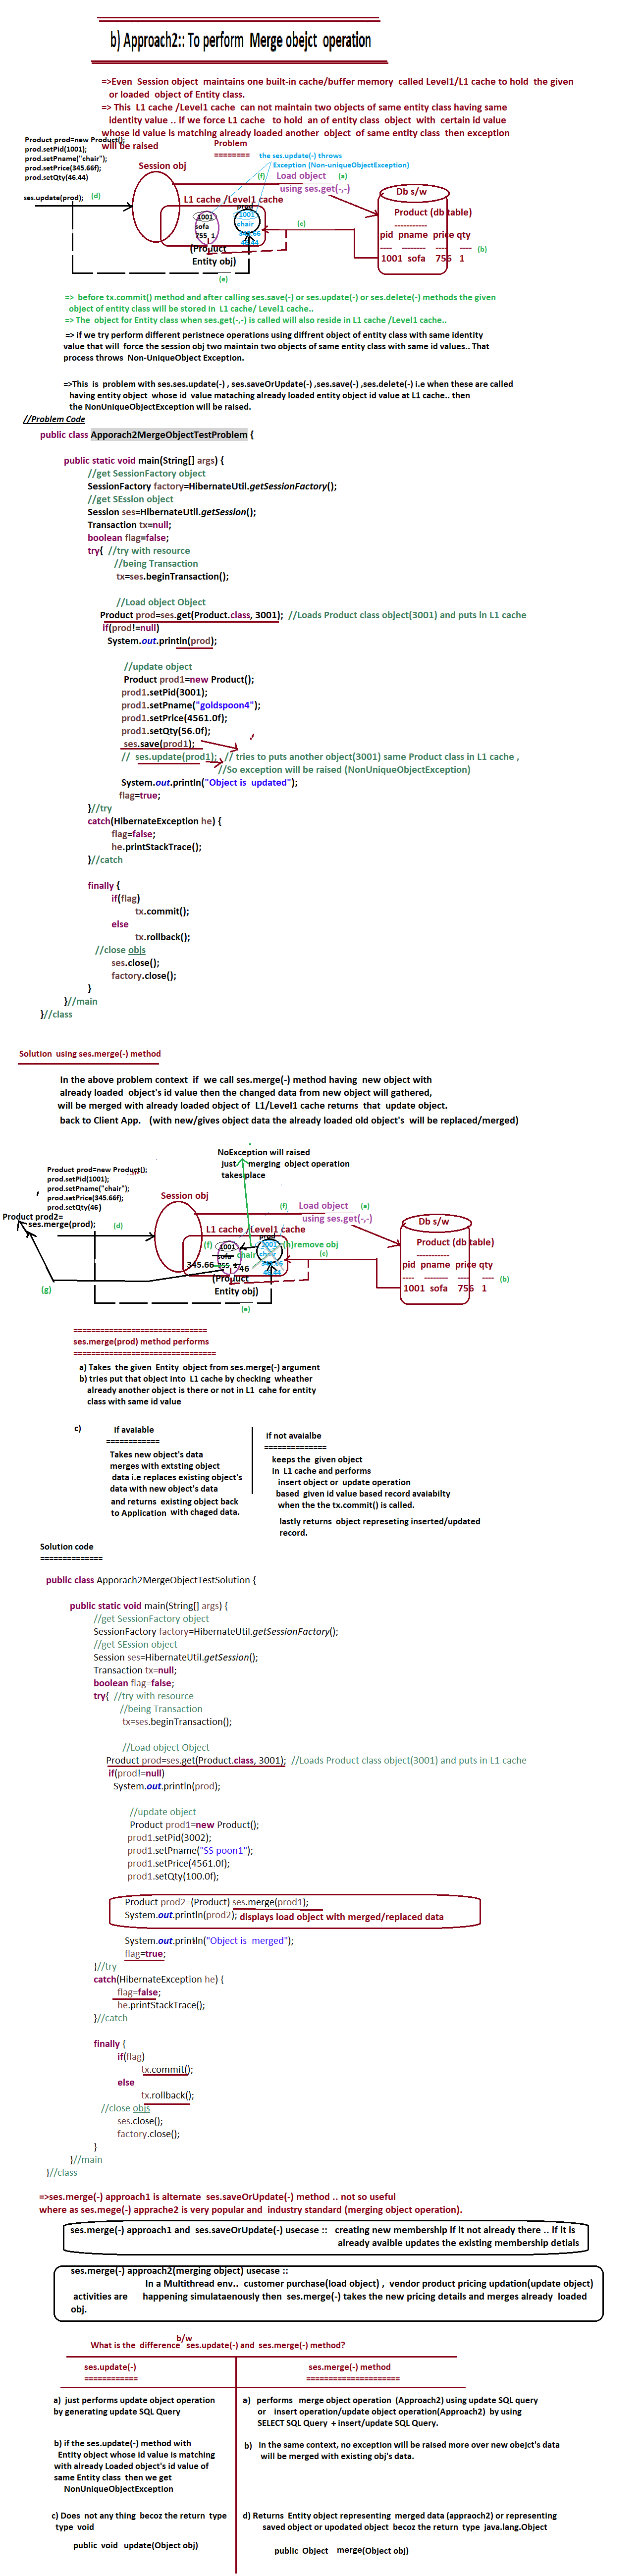 b) Approach2:: To perform Merge obejct operation
=>Even Session object maintains one built-in cache/buffer memory called Level1/L1 cache to hold the given
or loaded object of Entity class.
=> This L1 cache /Level1 cache can not maintain two objects of same entity class having same
identity value .. if we force L1 cache to hold an of entity class object with certain id value
whose id value is matching already loaded another object of same entity class then exception
will be raised
Product prod=new Product();
prod.setPid(1001);
prod.setPname("chair");
prod.setPrice(345.66f);
prod.setQty(46.44)
Problem
========
the ses.update(-) throws
Exception (Non-uniqueObjectException)
Session obj
(f) Load object (a)
using ses.get(-,-)
Db s/w
ses.update(prod); (d)
L1 cache /Level1 cache
prod
1001
sofa
755, 1
1001
chair
(Product
Entity obj)
(c)
(e)
Product (db table)
-----------
pid pname price qty
---- -------- ---- ----
(b)
1001 sofa 756 1
=> before tx.commit() method and after calling ses.save(-) or ses.update(-) or ses.delete(-) methods the given
object of entity class will be stored in L1 cache/ Level1 cache..
=> The object for Entity class when ses.get(-,-) is called will also reside in L1 cache /Level1 cache..
=> if we try perform different peristnece operations using diffrent object of entity class with same identity
value that will force the session obj two maintain two objects of same entity class with same id values.. That
process throws Non-UniqueObject Exception.
=>This is problem with ses.ses.update(-) , ses.saveOrUpdate(-) ,ses.save(-) ,ses.delete(-) i.e when these are called
having entity object whose id value mataching already loaded entity object id value at L1 cache.. then
the NonUniqueObjectException will be raised.
//Problem Code
public class Apporach2MergeObjectTestProblem {
public static void main(String[] args) {
//get SessionFactory object
SessionFactory factory=HibernateUtil.getSessionFactory();
//get SEssion object
Session ses=HibernateUtil.getSession();
Transaction tx=null;
boolean flag=false;
try{ //try with resource
//being Transaction
tx=ses.beginTransaction();
//Load object Object
Product prod=ses.get(Product.class, 3001); //Loads Product class object(3001) and puts in L1 cache
if(prod!=null)
System.out.println(prod);
//update object
Product prod1=new Product();
prod1.setPid(3001);
prod1.setPname("goldspoon4");
prod1.setPrice(4561.0f);
prod1.setQty(56.0f);
ses.save(prod1);
// ses.update(prod1); // tries to puts another object(3001) same Product class in L1 cache ,
//So exception will be raised (NonUniqueObjectException)
System.out.println("Object is updated");
flag=true;
}//try
catch(HibernateException he) {
flag=false;
he.printStackTrace();
}//catch
finally {
if(flag)
tx.commit();
else
tx.rollback();
//close objs
ses.close();
factory.close();
}
}//main
}//class
Solution using ses.merge(-) method
In the above problem context if we call ses.merge(-) method having new object with
already loaded object's id value then the changed data from new object will gathered,
will be merged with already loaded object of L1/Level1 cache returns that update object.
back to Client App. (with new/gives object data the already loaded old object's will be replaced/merged)
NoException will raised
just merging object operation
takes place
Product prod=new Product();
prod.setPid(1001);
prod.setPname("chair");
prod.setPrice(345.66f);
prod.setQty(46)
Product prod2=
ses.merge(prod); (d)
Session obj
(f) Load object (a)
using ses.get(-,-)
Db s/w
L1 cache /Level1 cache
(f) 1001
sofa chair
345.66 755, 1 46
1001 (h)remove obj
chair
(c)
(Product
Entity obj)
(g)
(e)
Product (db table)
-----------
pid pname price qty
---- -------- ---- ----
(b)
1001 sofa 756 1
==============================
ses.merge(prod) method performs
================================
a) Takes the given Entity object from ses.merge(-) argument
b) tries put that object into L1 cache by checking wheather
already another object is there or not in L1 cahe for entity
class with same id value
c)
if avaiable
============
Takes new object's data
merges with extsting object
data i.e replaces existing object's
data with new object's data
and returns existing object back
to Application with chaged data.
if not avaialbe
==============
keeps the given object
in L1 cache and performs
insert object or update operation
based given id value based record avaiabilty
when the the tx.commit() is called.
lastly returns object represeting inserted/updated
record.
Solution code
==============
public class Apporach2MergeObjectTestSolution {
public static void main(String[] args) {
//get SessionFactory object
SessionFactory factory=HibernateUtil.getSessionFactory();
//get SEssion object
Session ses=HibernateUtil.getSession();
Transaction tx=null;
boolean flag=false;
try{ //try with resource
//being Transaction
tx=ses.beginTransaction();
//Load object Object
Product prod=ses.get(Product.class, 3001); //Loads Product class object(3001) and puts in L1 cache
if(prod!=null)
System.out.println(prod);
//update object
Product prod1=new Product();
prod1.setPid(3002);
prod1.setPname("SS poon1");
prod1.setPrice(4561.0f);
prod1.setQty(100.0f);
Product prod2=(Product) ses.merge(prod1);
System.out.println(prod2); displays load object with merged/replaced data
System.out.println("Object is merged");
flag=true;
}//try
catch(HibernateException he) {
flag=false;
he.printStackTrace();
}//catch
finally {
if(flag)
tx.commit();
else
tx.rollback();
//close objs
ses.close();
factory.close();
}
}//main
}//class
=>ses.merge(-) approach1 is alternate ses.saveOrUpdate(-) method .. not so useful
where as ses.mege(-) apprache2 is very popular and industry standard (merging object operation).
ses.merge(-) approach1 and ses.saveOrUpdate(-) usecase :: creating new membership if it not already there .. if it is
already avaible updates the existing membership detials
ses.merge(-) approach2(merging object) usecase ::
In a Multithread env.. customer purchase(load object) , vendor product pricing updation(update object)
activities are happening simulataenously then ses.merge(-) takes the new pricing details and merges already loaded
obj.
b/w
What is the difference ses.update(-) and ses.merge(-) method?
ses.update(-)
============
a) just performs update object operation
by generating update SQL Query
b) if the ses.update(-) method with
Entity object whose id value is matching
with already Loaded object's id value of
same Entity class then we get
NonUniqueObjectException
c) Does not any thing becoz the return type
type void
public void update(Object obj)
ses.merge(-) method
=====================
a) performs merge object operation (Approach2) using update SQL query
or insert operation/update object operation(Approach2) by using
SELECT SQL Query + insert/update SQL Query.
b) In the same context, no exception will be raised more over new obejct's data
will be merged with existing obj's data.
d) Returns Entity object representing merged data (appraoch2) or representing
saved object or upodated object becoz the return type java.lang.Object
public Object merge(Object obj)